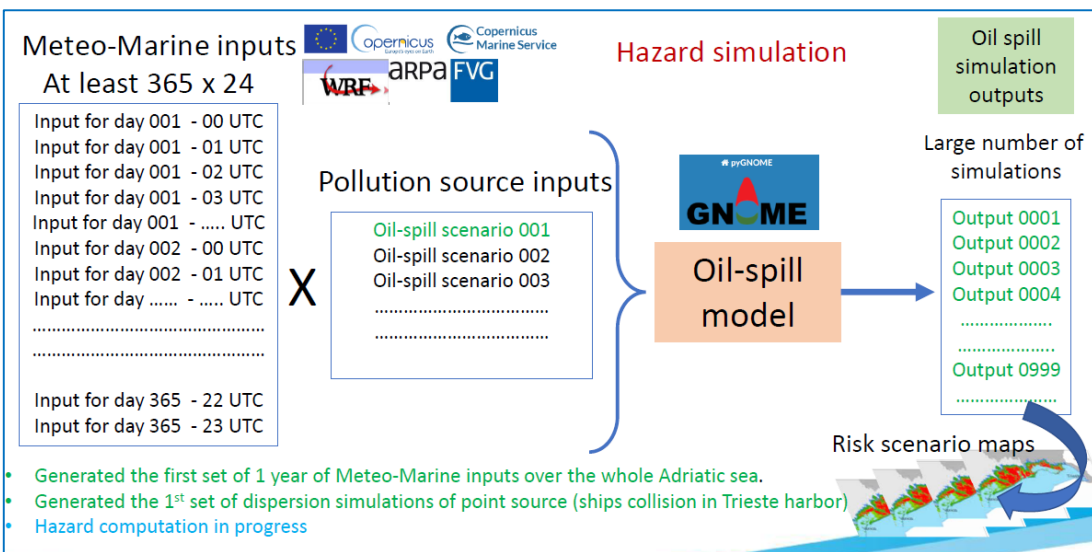 Meteo-Marine inputs
At least 365 x 24
opernicus
Europe's eyes on Earth
Copernicus
Marine Service
WRF
arpa FVG
Hazard simulation
Oil spill
simulation
outputs
Input for day 001 - 00 UTC
Input for day 001 - 01 UTC
Input for day 001 - 02 UTC
Input for day 001 - 03 UTC
Input for day 001 - ..... UTC
Input for day 002 - 00 UTC
Input for day 002 - 01 UTC
Input for day ...... - ..... UTC
................................................
................................................
Input for day 365 - 22 UTC
Input for day 365 - 23 UTC
X
Pollution source inputs
Oil-spill scenario 001
Oil-spill scenario 002
Oil-spill scenario 003
....................................
....................................
pyGNOME
GNOME
Oil-spill
model
Large number of
simulations
Output 0001
Output 0002
Output 0003
Output 0004
...................
...................
Output 0999
.....................
Risk scenario maps
• Generated the first set of 1 year of Meteo-Marine inputs over the whole Adriatic sea.
• Generated the 1st set of dispersion simulations of point source (ships collision in Trieste harbor)
• Hazard computation in progress